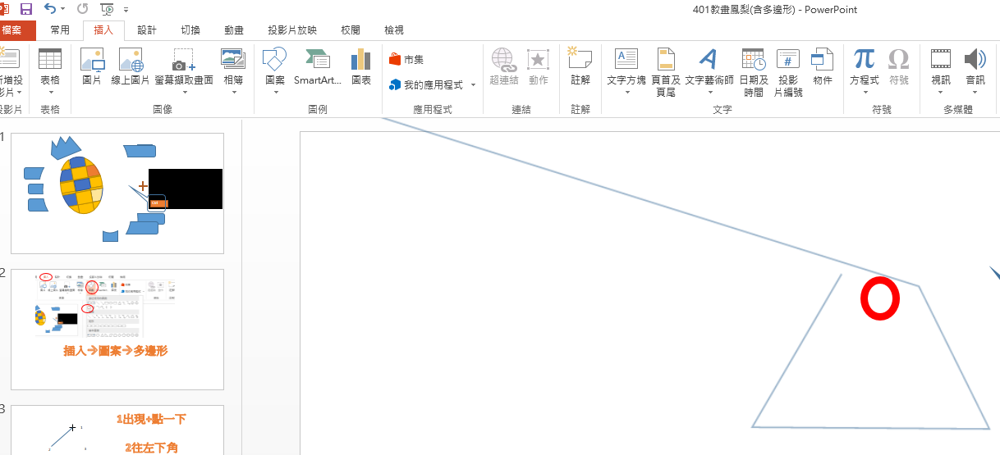 401教畫鳳梨(含多邊形) - PowerPoint
檔案 常用 插入 設計 切換 動畫 投影片放映 校閱 檢視
新增投影片 表格 圖片 線上圖片 螢幕擷取畫面 相簿 圖案 SmartArt... 圖表 市集 我的應用程式 超連結 動作 註解 文字方塊 頁首及頁尾 文字藝術師 日期及時間 投影片編號 物件 方程式 符號 視訊 音訊
投影片 表格 圖像 圖例 應用程式 連結 註解 文字 符號 多媒體
1
2
插入→圖案→多邊形
3
1出現+點一下
2往左下角
1
2
3